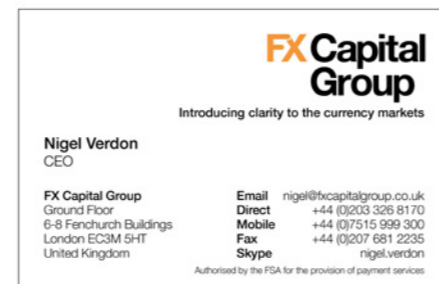 FX Capital
Group
Introducing clarity to the currency markets
Nigel Verdon
CEO
FX Capital Group
Ground Floor
6-8 Fenchurch Buildings
London EC3M 5HT
United Kingdom
Email nigel@fxcapitalgroup.co.uk
Direct +44 (0)203 326 8170
Mobile +44 (0)7515 999 300
Fax +44 (0)207 681 2235
Skype nigel.verdon
Authorised by the FSA for the provision of payment services